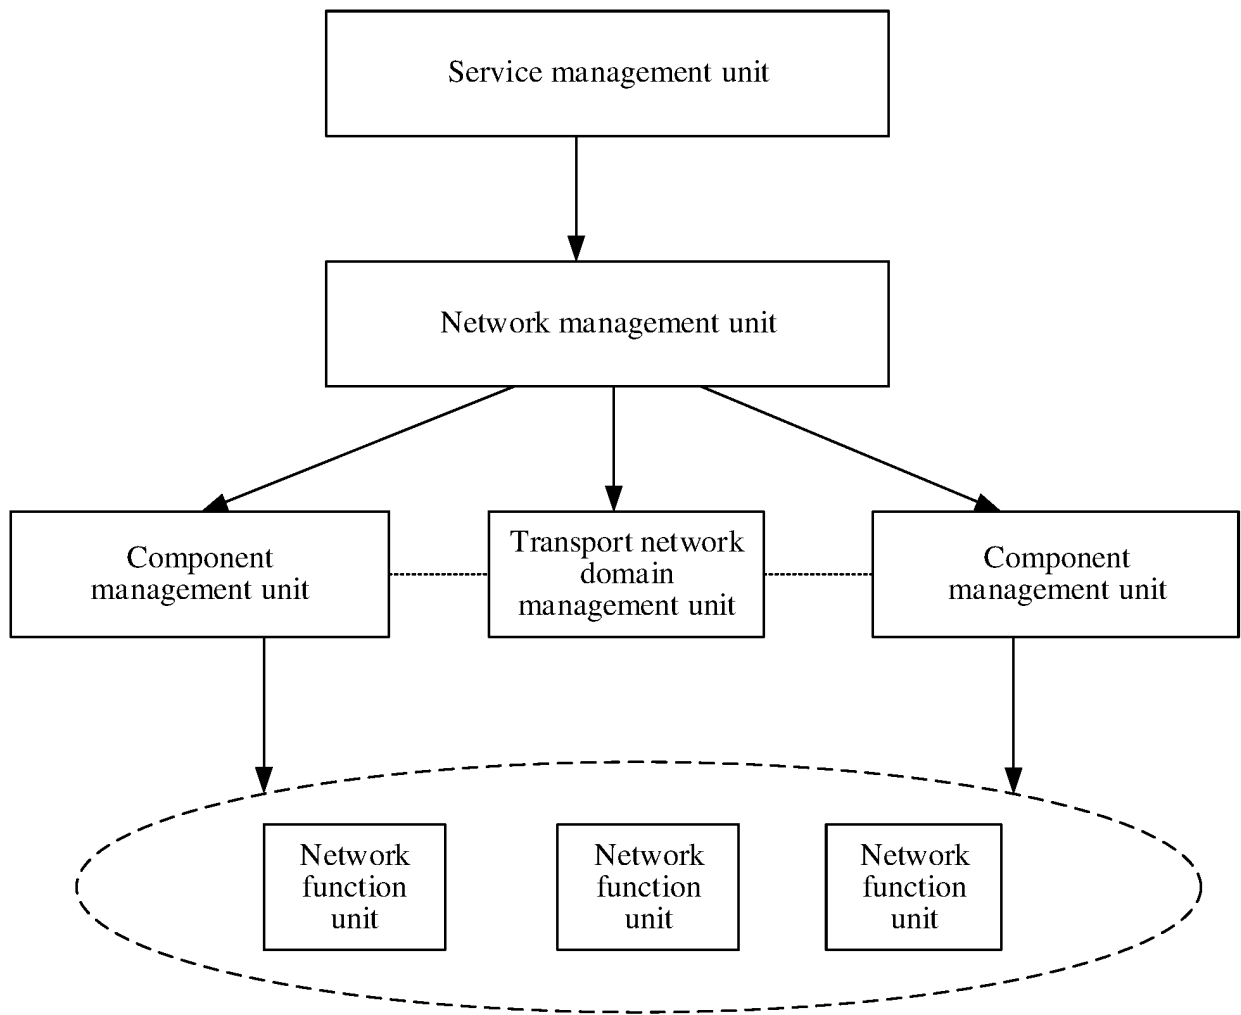 Service management unit
Network management unit
Component
management unit
Transport network
domain
management unit
Component
management unit
Network
function
unit
Network
function
unit
Network
function
unit